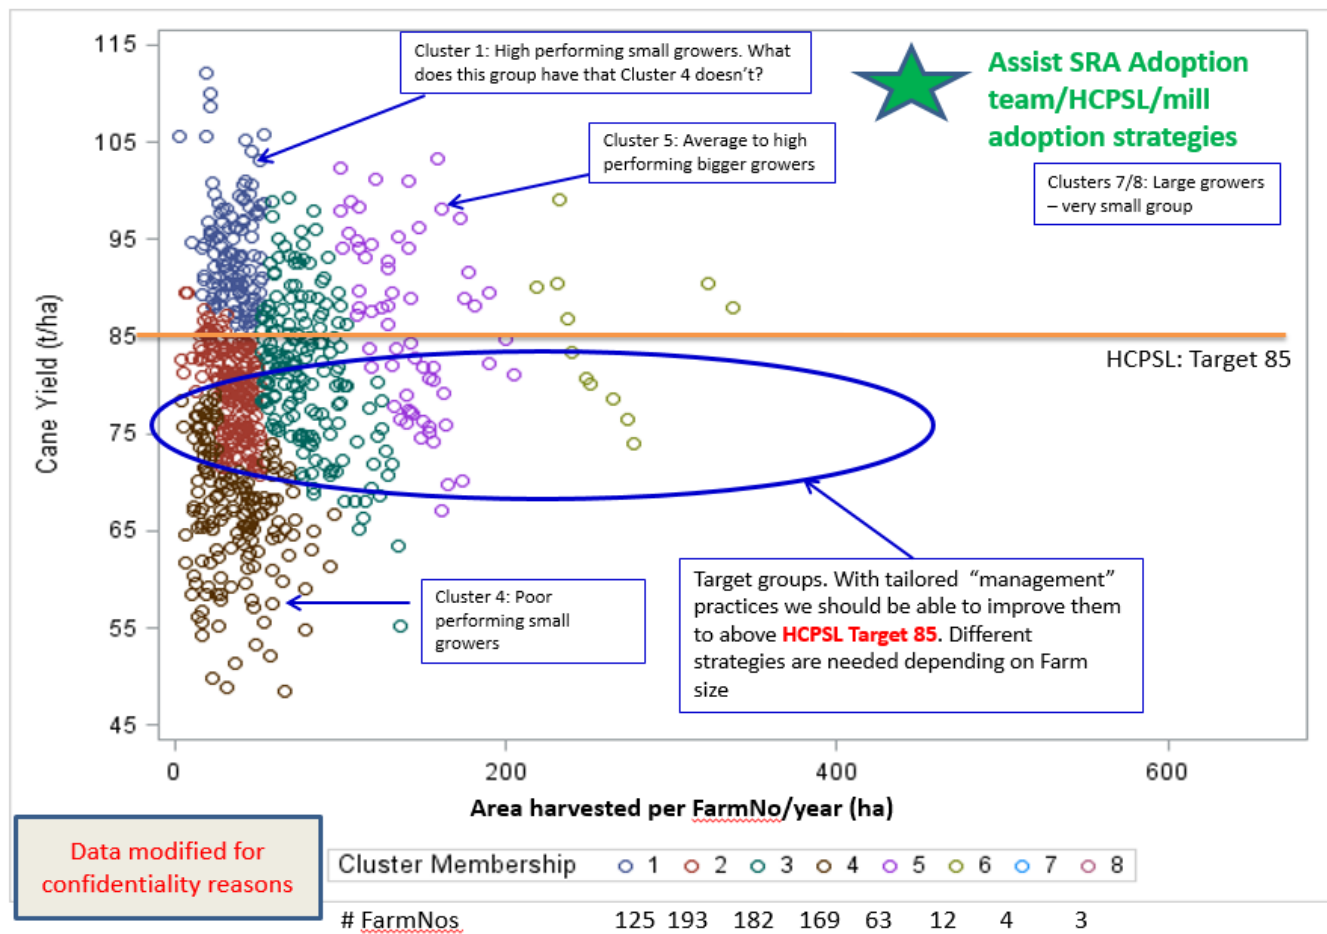 115
105
95
85
75
65
55
45
Cane Yield (t/ha)
Cluster 1: High performing small growers. What
does this group have that Cluster 4 doesn't?
Cluster 5: Average to high
performing bigger growers
Assist SRA Adoption
team/HCPSL/mill
adoption strategies
Clusters 7/8: Large growers
– very small group
HCPSL: Target 85
Cluster 4: Poor
performing small
growers
Target groups. With tailored “management”
practices we should be able to improve them
to above HCPSL Target 85. Different
strategies are needed depending on Farm
size
0 200 400 600
Area harvested per FarmNo/year (ha)
Data modified for
confidentiality reasons
Cluster Membership 1 2 3 4 5 6 7 8
# FarmNos 125 193 182 169 63 12 4 3